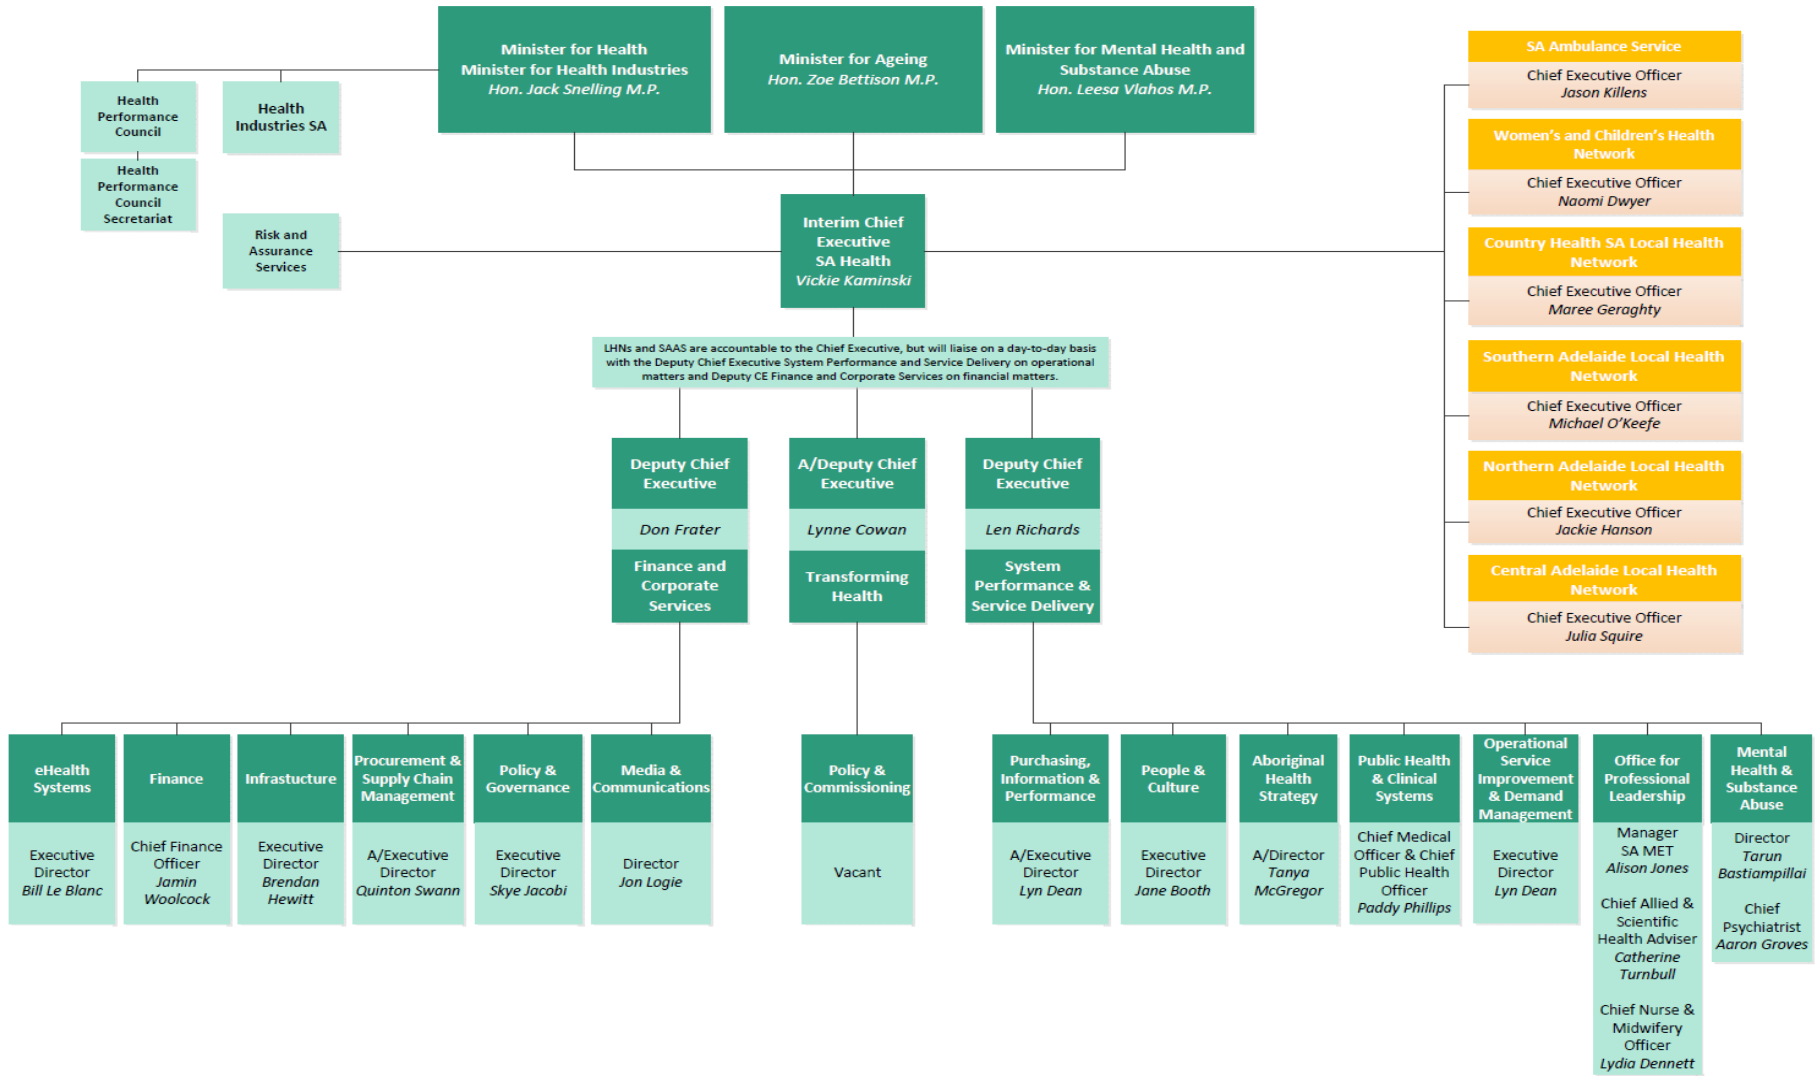 Minister for Health
Minister for Health Industries
Hon. Jack Snelling M.P.
Minister for Ageing
Hon. Zoe Bettison M.P.
Minister for Mental Health and
Substance Abuse
Hon. Leesa Vlahos M.P.
Health
Performance
Council
Health
Industries SA
Health
Performance
Council
Secretariat
Risk and
Assurance
Services
Interim Chief
Executive
SA Health
Vickie Kaminski
SA Ambulance Service
Chief Executive Officer
Jason Killens
Women's and Children's Health
Network
Chief Executive Officer
Naomi Dwyer
Country Health SA Local Health
Network
Chief Executive Officer
Maree Geraghty
Southern Adelaide Local Health
Network
Chief Executive Officer
Michael O'Keefe
Northern Adelaide Local Health
Network
Chief Executive Officer
Jackie Hanson
Central Adelaide Local Health
Network
Chief Executive Officer
Julia Squire
LHNs and SAAS are accountable to the Chief Executive, but will liaise on a day-to-day basis
with the Deputy Chief Executive System Performance and Service Delivery on operational
matters and Deputy CE Finance and Corporate Services on financial matters.
Deputy Chief
Executive
Don Frater
Finance and
Corporate
Services
A/Deputy Chief
Executive
Lynne Cowan
Transforming
Health
Deputy Chief
Executive
Len Richards
System
Performance &
Service Delivery
eHealth
Systems
Executive
Director
Bill Le Blanc
Finance
Chief Finance
Officer
Jamin
Woolcock
Infrastucture
Executive
Director
Brendan
Hewitt
Procurement &
Supply Chain
Management
A/Executive
Director
Quinton Swann
Policy &
Governance
Executive
Director
Skye Jacobi
Media &
Communications
Director
Jon Logie
Policy &
Commissioning
Vacant
Purchasing,
Information &
Performance
A/Executive
Director
Lyn Dean
People &
Culture
Executive
Director
Jane Booth
Aboriginal
Health
Strategy
A/Director
Tanya
McGregor
Public Health
& Clinical
Systems
Chief Medical
Officer & Chief
Public Health
Officer
Paddy Phillips
Operational
Service
Improvement
& Demand
Management
Executive
Director
Lyn Dean
Office for
Professional
Leadership
Manager
SA MET
Alison Jones
Chief Allied &
Scientific
Health Adviser
Catherine
Turnbull
Chief Nurse &
Midwifery
Officer
Lydia Dennett
Mental
Health &
Substance
Abuse
Director
Tarun
Bastiampillai
Chief
Psychiatrist
Aaron Groves